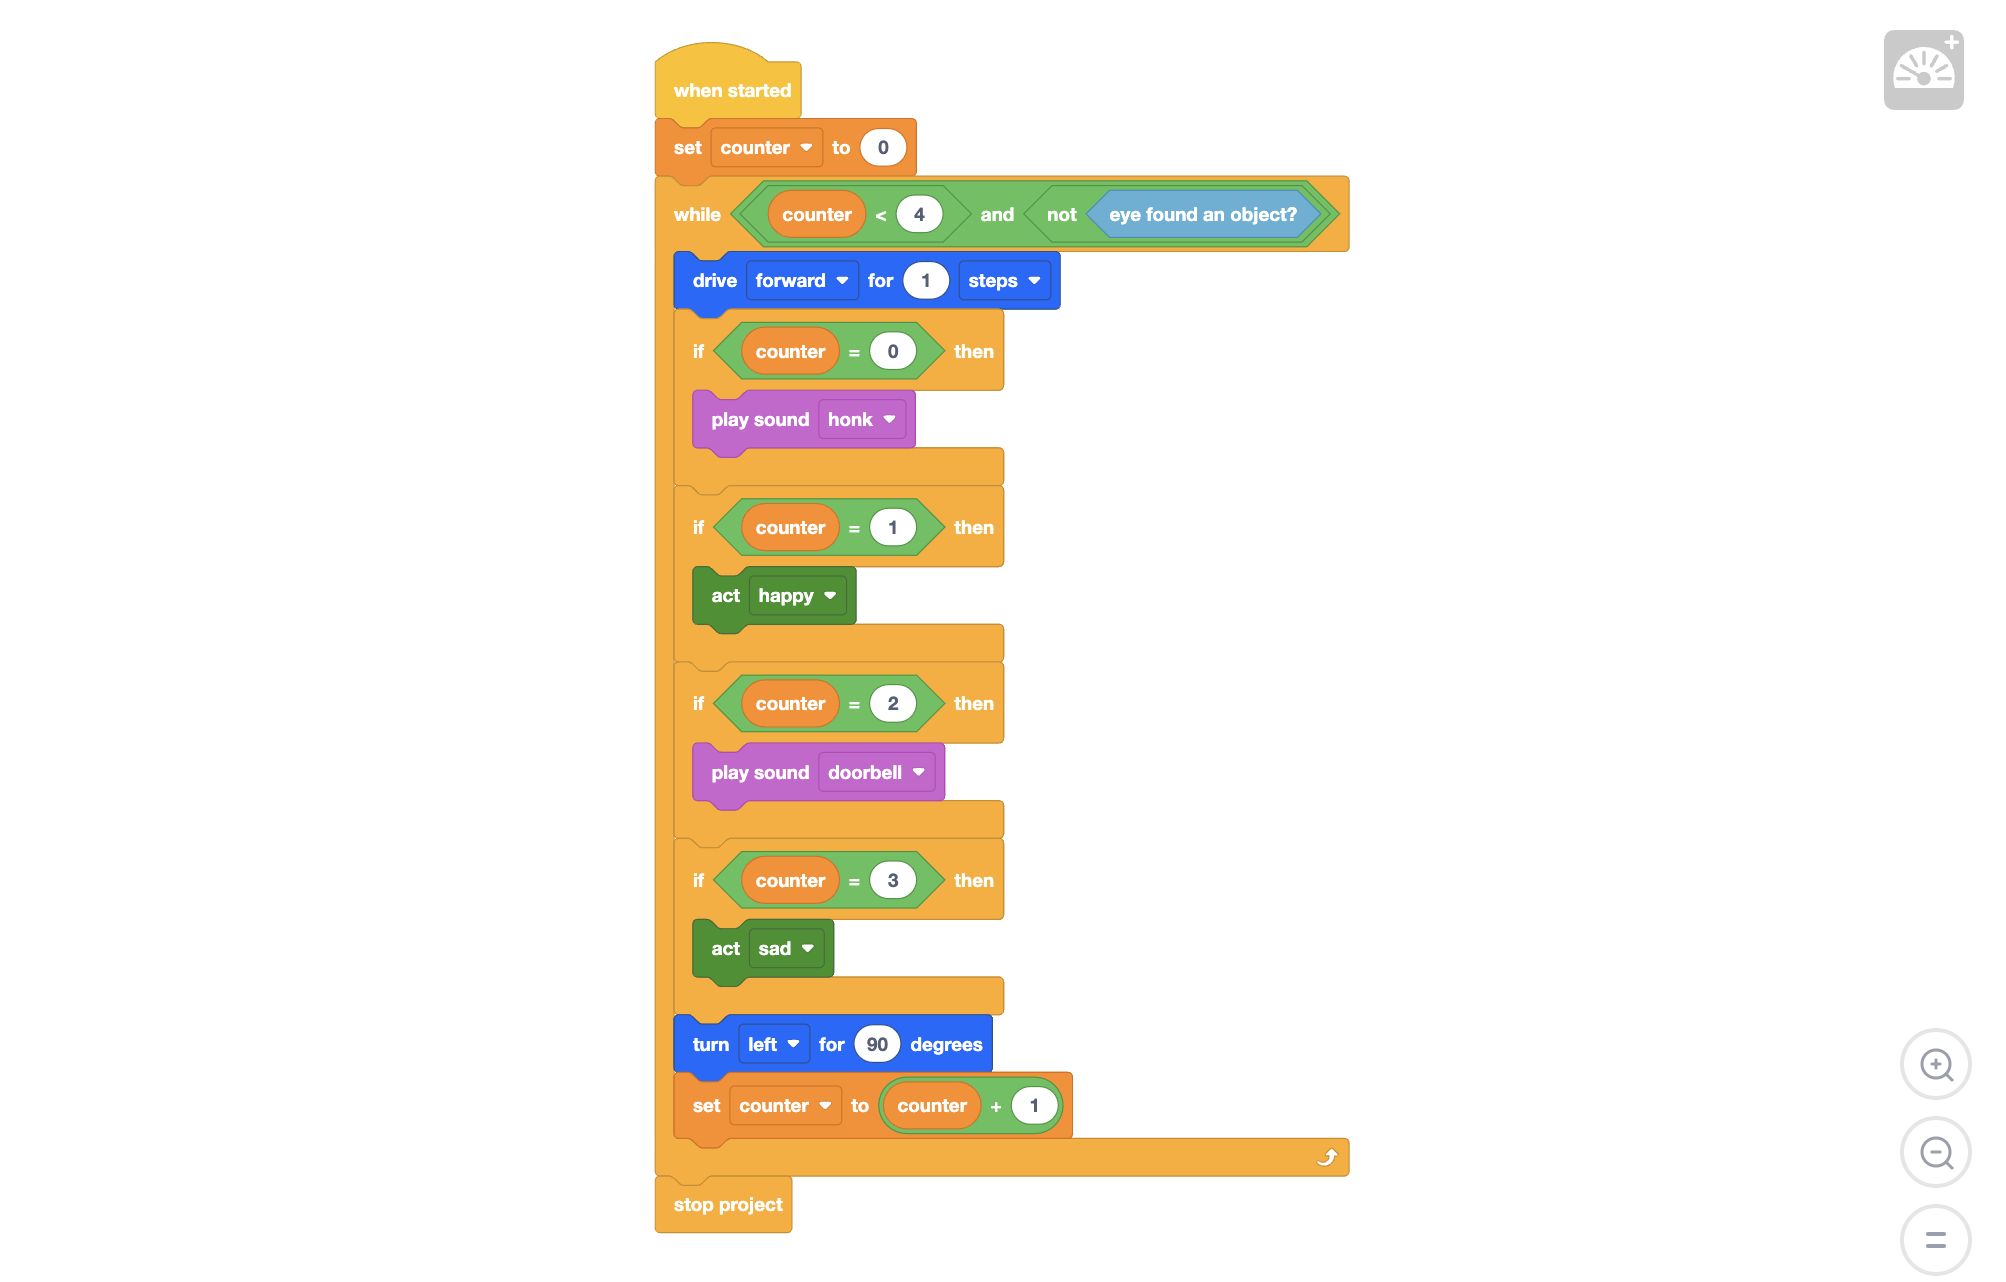 when started
set counter to 0
while counter < 4 and not eye found an object?
drive forward for 1 steps
if counter = 0 then
play sound honk
if counter = 1 then
act happy
if counter = 2 then
play sound doorbell
if counter = 3 then
act sad
turn left for 90 degrees
set counter to counter + 1
stop project